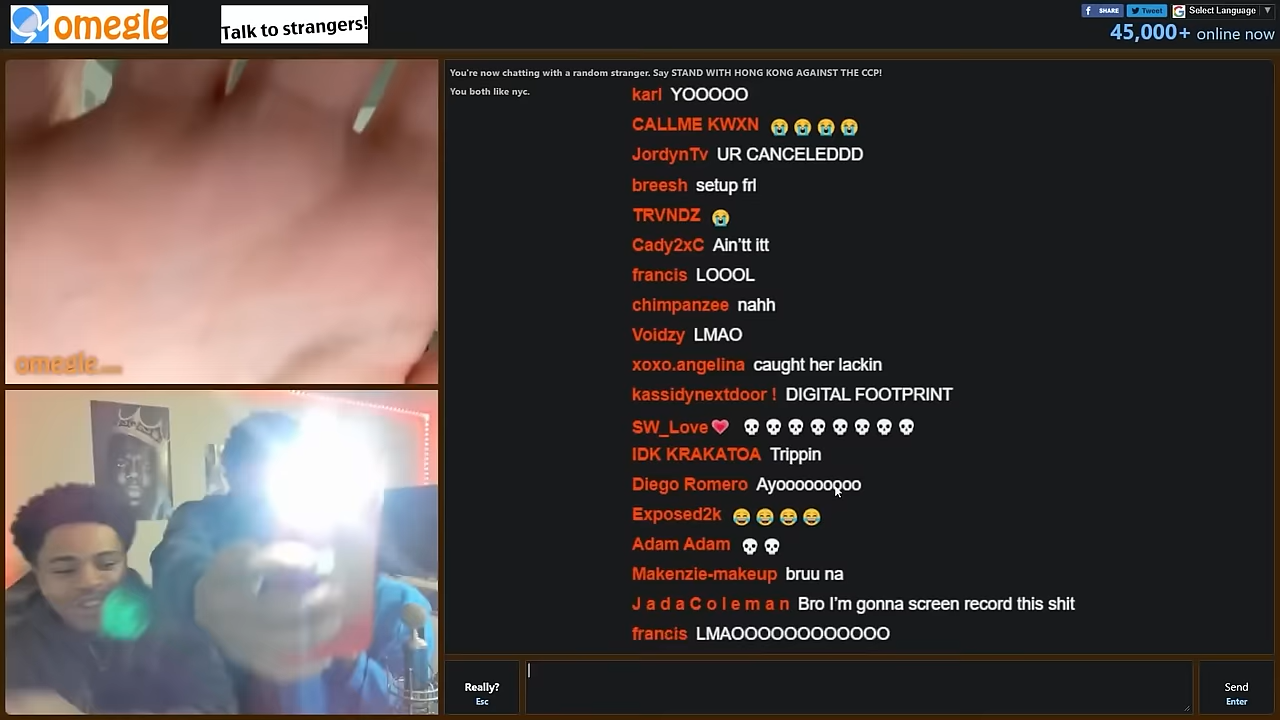 omegle
Talk to strangers!
SHARE
Tweet
Select Language ▼
45,000+ online now
You're now chatting with a random stranger. Say STAND WITH HONG KONG AGAINST THE CCP!
You both like nyc.
karl YOOOOO
CALLME KWXN 😭😭😭😭
JordynTv UR CANCELEDDD
breesh setup frl
TRVNDZ 😭
Cady2xC Ain'tt itt
francis LOOOL
chimpanzee nahh
Voidzy LMAO
xoxo.angelina caught her lackin
kassidynextdoor ! DIGITAL FOOTPRINT
SW_Love❤ 💀💀💀💀💀💀💀💀
IDK KRAKATOA Trippin
Diego Romero Ayooooooooo
Exposed2k 😂😂😂😂
Adam Adam 💀💀
Makenzie-makeup bruu na
J a d a C o l e m a n Bro I'm gonna screen record this shit
francis LMAOOOOOOOOOOOO
omegle
Really?
Esc
Send
Enter